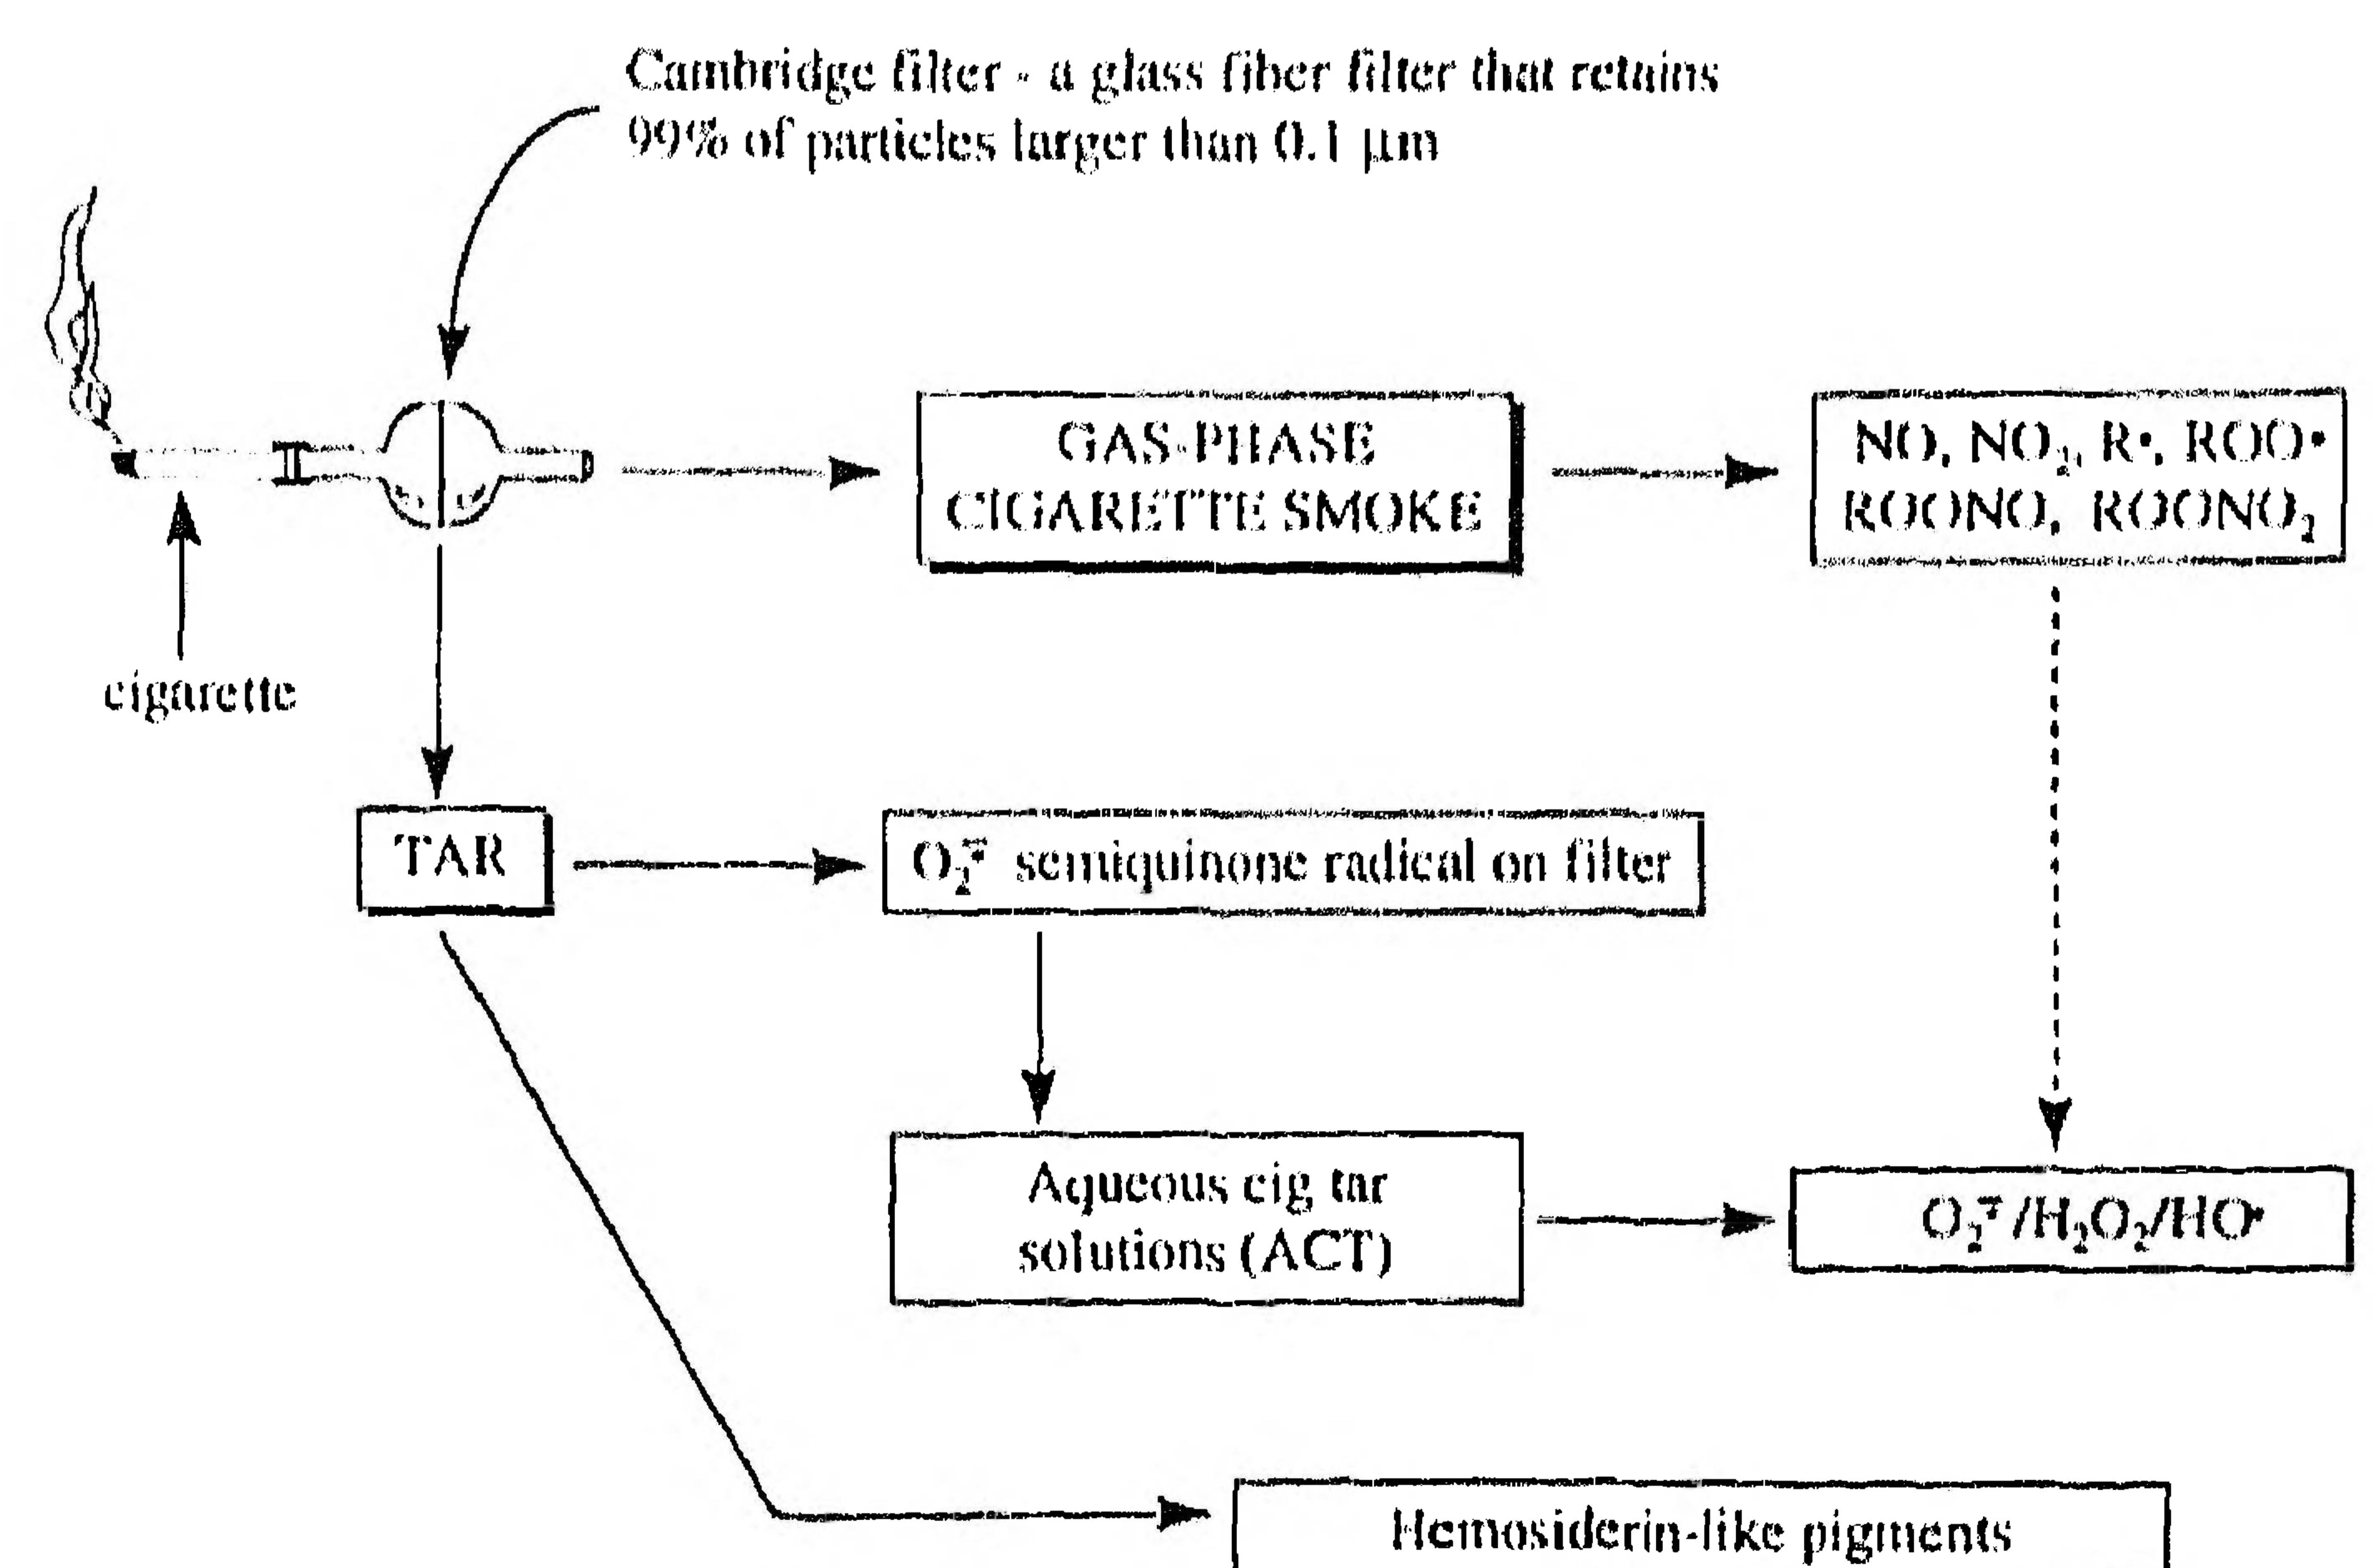 Cambridge filter - a glass fiber filter that retains
99% of particles larger than 0.1 µm
GAS-PHASE
CIGARETTE SMOKE
NO, NO₂, R•, ROO•
ROONO, ROONO₂
cigarette
TAR
O₂•̄ semiquinone radical on filter
Aqueous cig tar
solutions (ACT)
O₂•̄/H₂O₂/HO•
Hemosiderin-like pigments